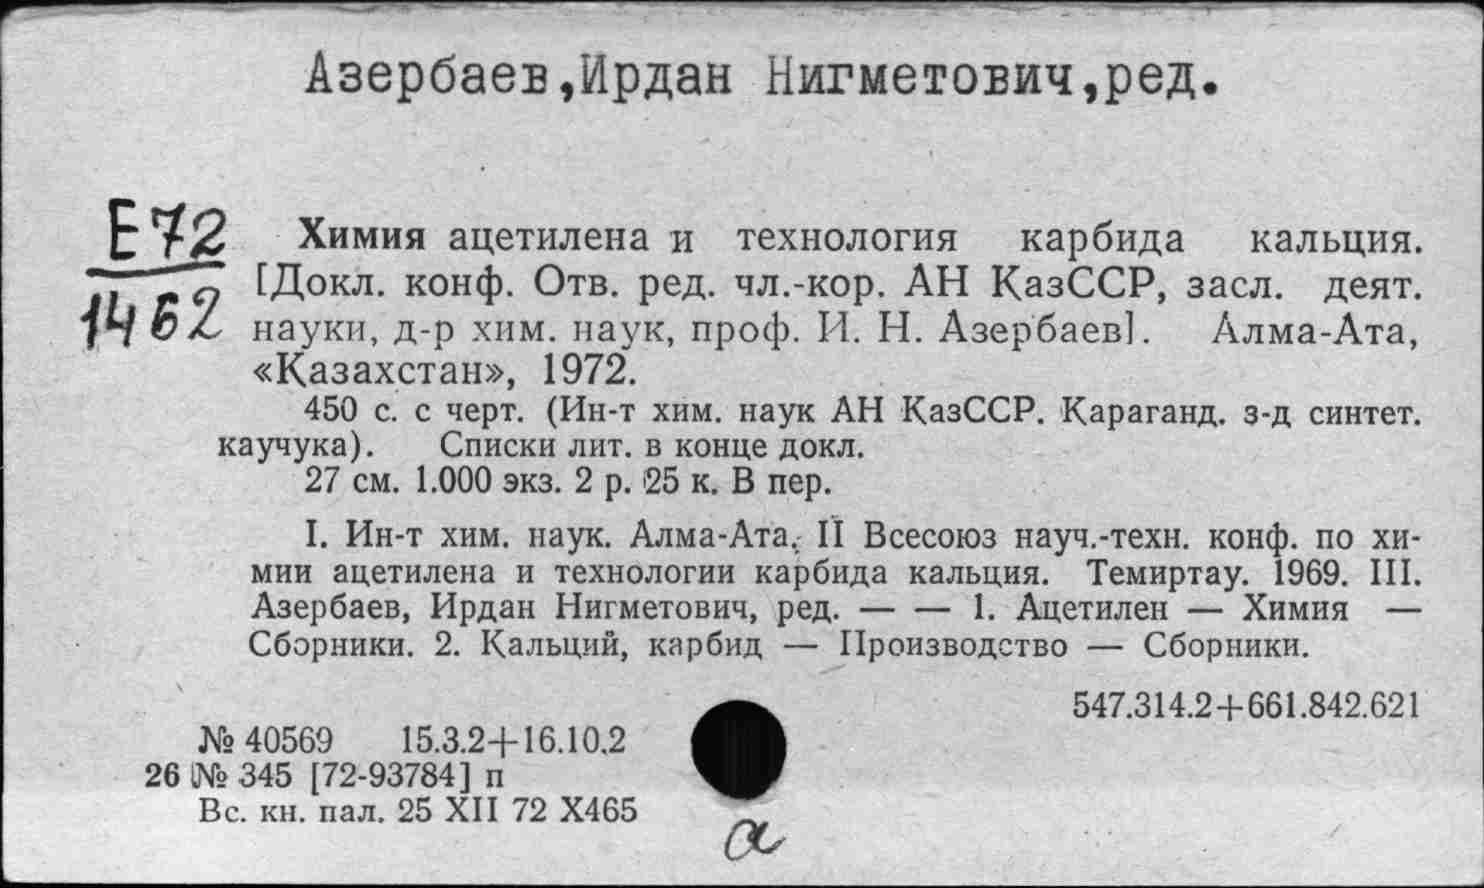 Азербаев,Ирдан Нигметович,ред.
Е72
1462
Химия ацетилена и технология карбида кальция.
[Докл. конф. Отв. ред. чл.-кор. АН КазССР, засл. деят.
науки, д-р хим. наук, проф. И. Н. Азербаев]. Алма-Ата,
«Казахстан», 1972.
450 с. с черт. (Ин-т хим. наук АН КазССР. Караганд. з-д синтет.
каучука). Списки лит. в конце докл.
27 см. 1.000 экз. 2 р. 25 к. В пер.
I. Ин-т хим. наук. Алма-Ата. II Всесоюз науч.-техн. конф. по хи-
мии ацетилена и технологии карбида кальция. Темиртау. 1969. III.
Азербаев, Ирдан Нигметович, ред. — — 1. Ацетилен — Химия —
Сборники. 2. Кальций, карбид — Производство — Сборники.
547.314.2+661.842.621
№ 40569 15.3.2+16.10.2
26 № 345 [72-93784] п
Вс. кн. пал. 25 XII 72 Х465
а